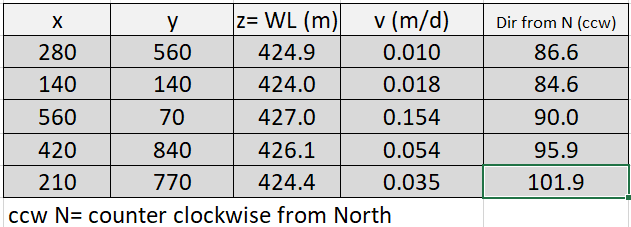 x y z= WL (m) v (m/d) Dir from N (ccw)
280 560 424.9 0.010 86.6
140 140 424.0 0.018 84.6
560 70 427.0 0.154 90.0
420 840 426.1 0.054 95.9
210 770 424.4 0.035 101.9
ccw N= counter clockwise from North